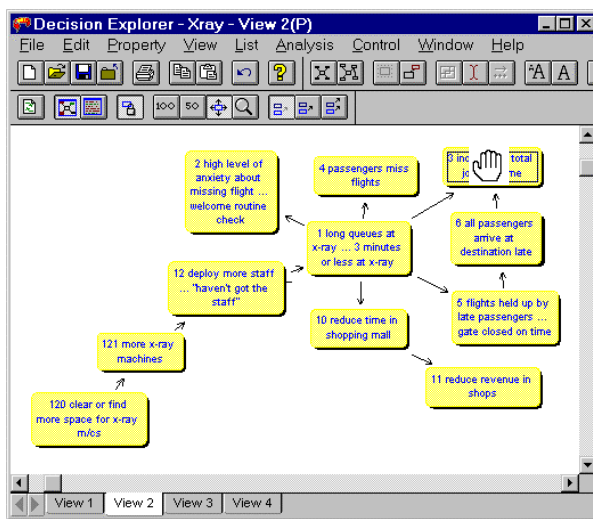 Decision Explorer - Xray - View 2(P)
File Edit Property View List Analysis Control Window Help
ÂA A
100 50
2 high level of
anxiety about
missing flight ...
welcome routine
check
4 passengers miss
flights
3 total
1 long queues at
x-ray ... 3 minutes
or less at x-ray
6 all passengers
arrive at
destination late
12 deploy more staff
... "haven't got the
staff"
10 reduce time in
shopping mall
5 flights held up by
late passengers ...
gate closed on time
121 more x-ray
machines
11 reduce revenue in
shops
120 clear or find
more space for x-ray
m/cs
View 1 View 2 View 3 View 4